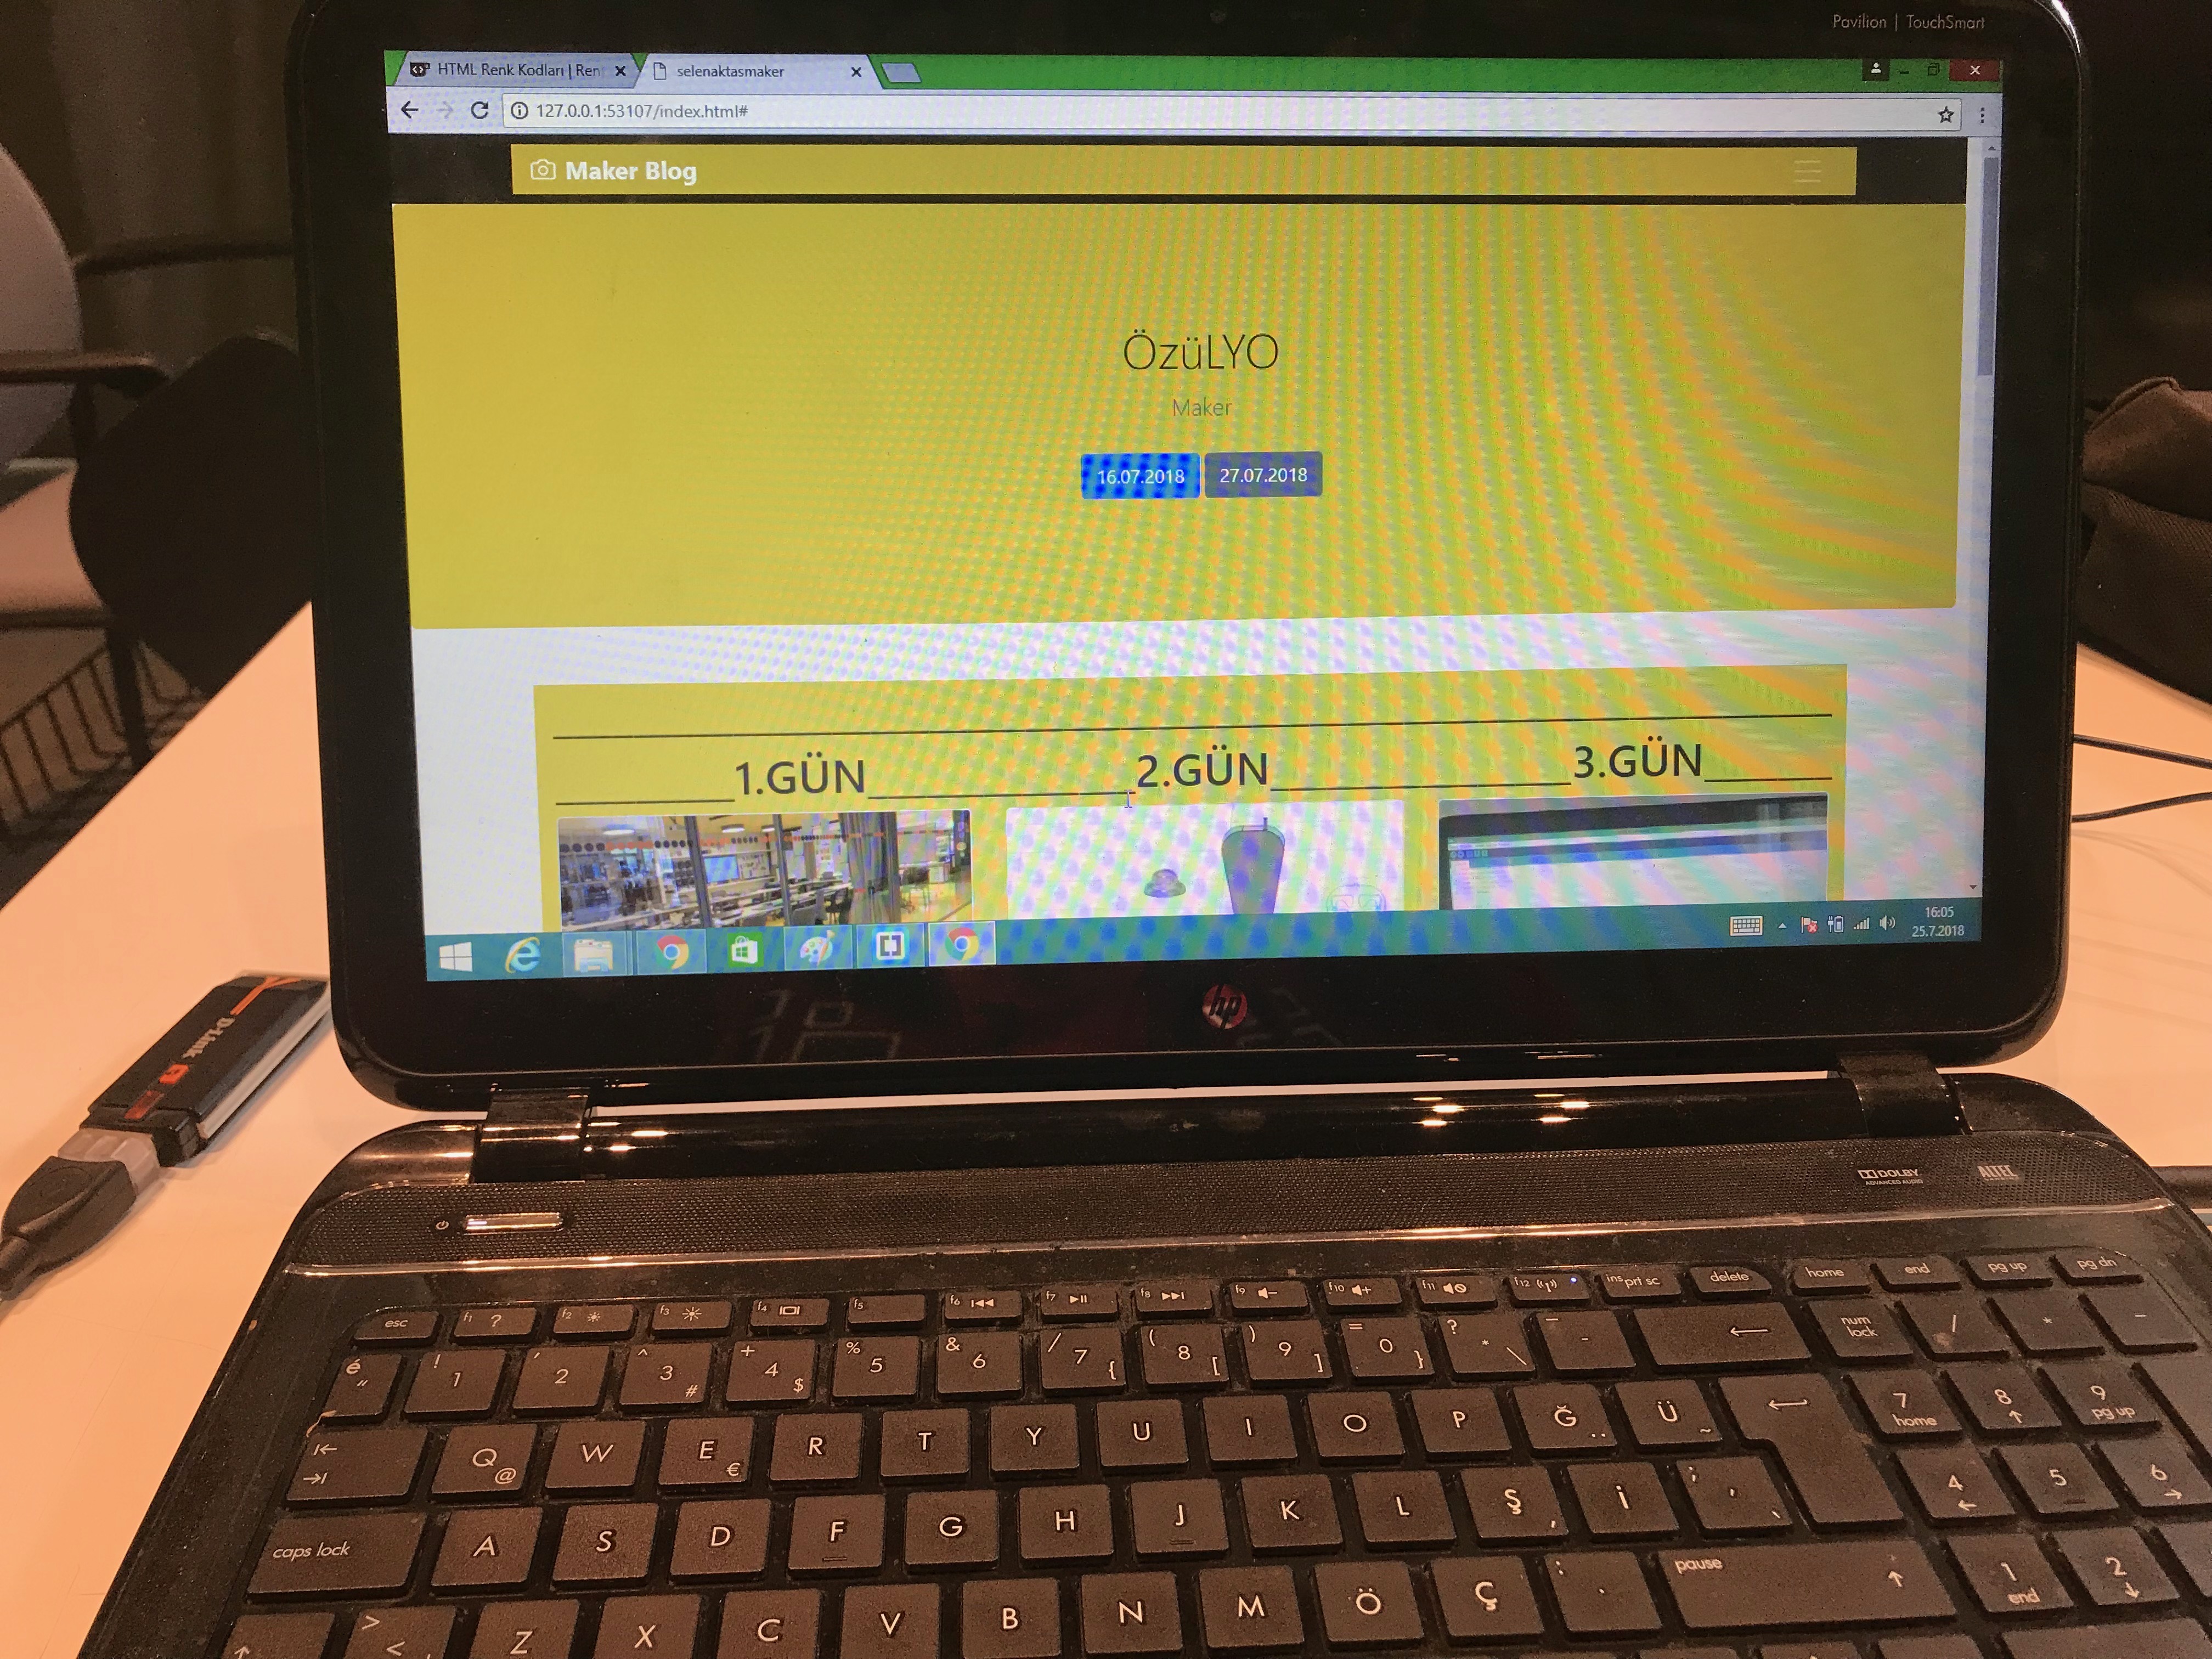 Pavilion | TouchSmart
HTML Renk Kodları | Ren
selenaktasmaker
127.0.0.1:53107/index.html#
Maker Blog
ÖzüLYO
Maker
16.07.2018 27.07.2018
1.GÜN 2.GÜN 3.GÜN
16:05
25.7.2018
hp
D-Link
DOLBY
ADVANCED AUDIO
ALTEC
esc f1 ? f2 f3 f4 f5 f6 f7 f8 f9 f10 f11 f12 ins prt sc delete home end pg up pg dn
é " ! 1 ' 2 ^ 3 # + 4 $ % 5 & 6 / 7 { ( 8 [ ) 9 ] = 0 } ? * \ - num lock / * -
Q @ W E € R T Y U I O P Ğ Ü ~ 7 home 8 9 pg up
caps lock A S D F G H J K L Ş İ 4 5 6
> < Z X C V B N M Ö Ç : . pause 1 end 2